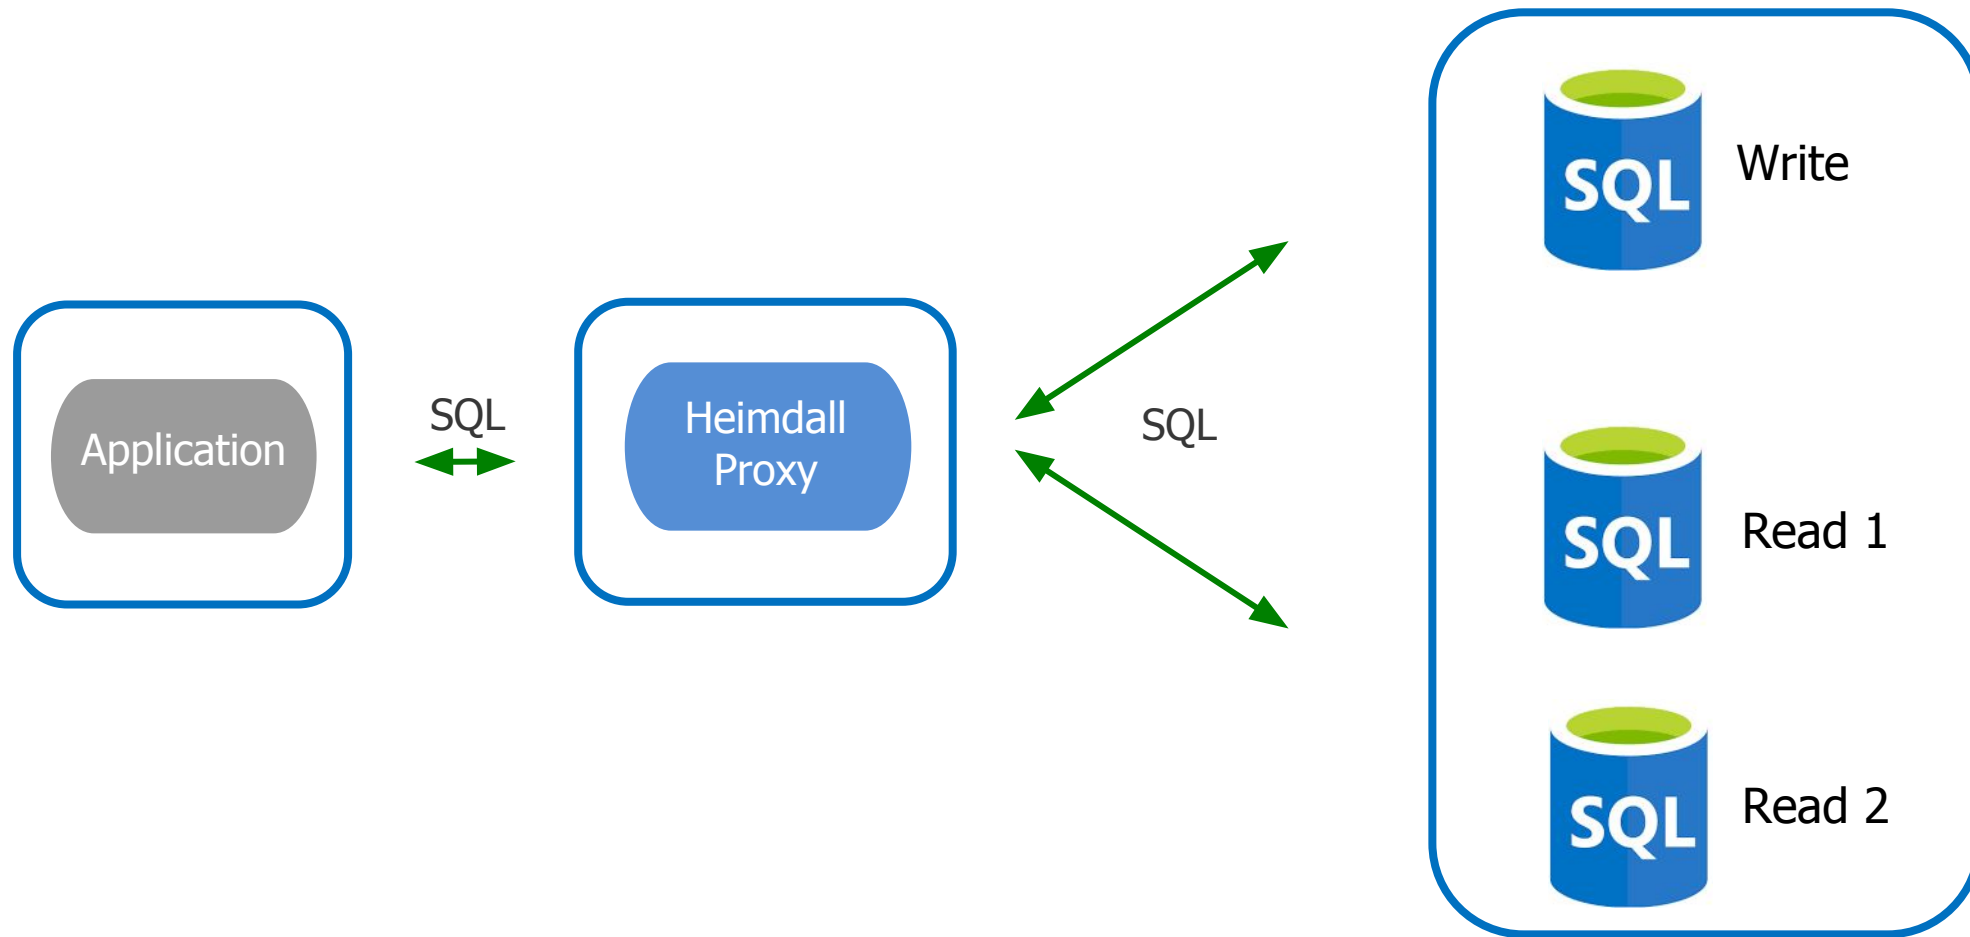 Application
SQL
Heimdall
Proxy
SQL
SQL
Write
SQL
Read 1
SQL
Read 2